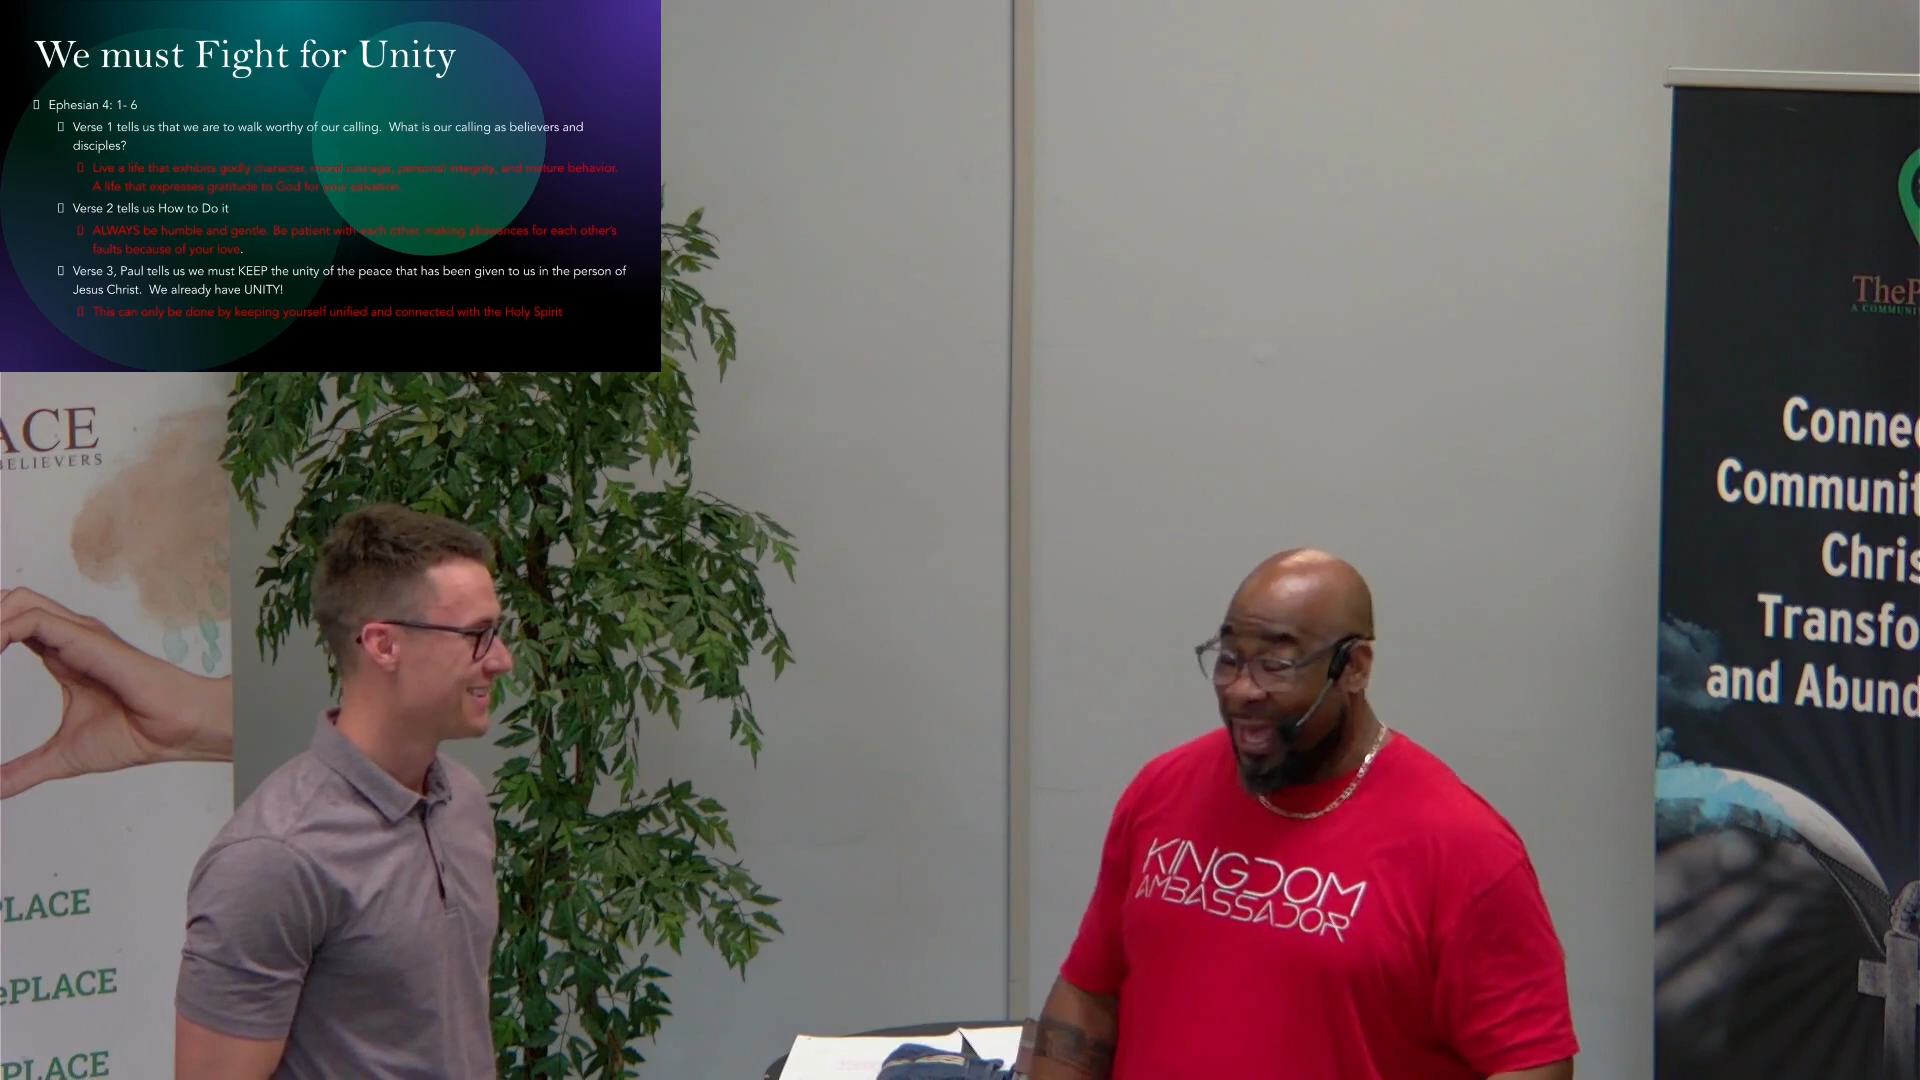 We must Fight for Unity
Ephesian 4: 1- 6
Verse 1 tells us that we are to walk worthy of our calling. What is our calling as believers and
disciples?
Live a life that exhibits godly character, moral courage, personal integrity, and mature behavior.
A life that expresses gratitude to God for your salvation.
Verse 2 tells us How to Do it
ALWAYS be humble and gentle. Be patient with each other, making allowances for each other's
faults because of your love.
Verse 3, Paul tells us we must KEEP the unity of the peace that has been given to us in the person of
Jesus Christ. We already have UNITY!
This can only be done by keeping yourself unified and connected with the Holy Spirit
ACE
BELIEVERS
PLACE
ePLACE
PLACE
KINGDOM
AMBASSADOR
TheP
A COMMUNI
Connec
Communit
Chris
Transfo
and Abund